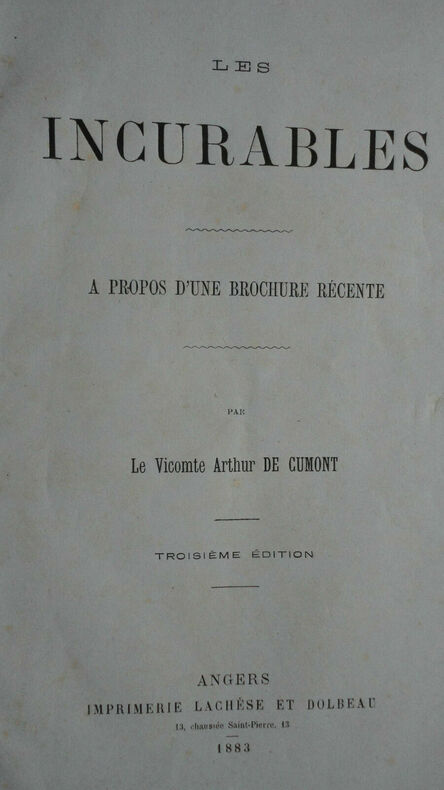 LES
INCURABLES
A PROPOS D'UNE BROCHURE RÉCENTE
PAR
Le Vicomte Arthur DE CUMONT
TROISIÈME ÉDITION
ANGERS
IMPRIMERIE LACHÈSE ET DOLBEAU
13, chaussée Saint-Pierre, 13
1883